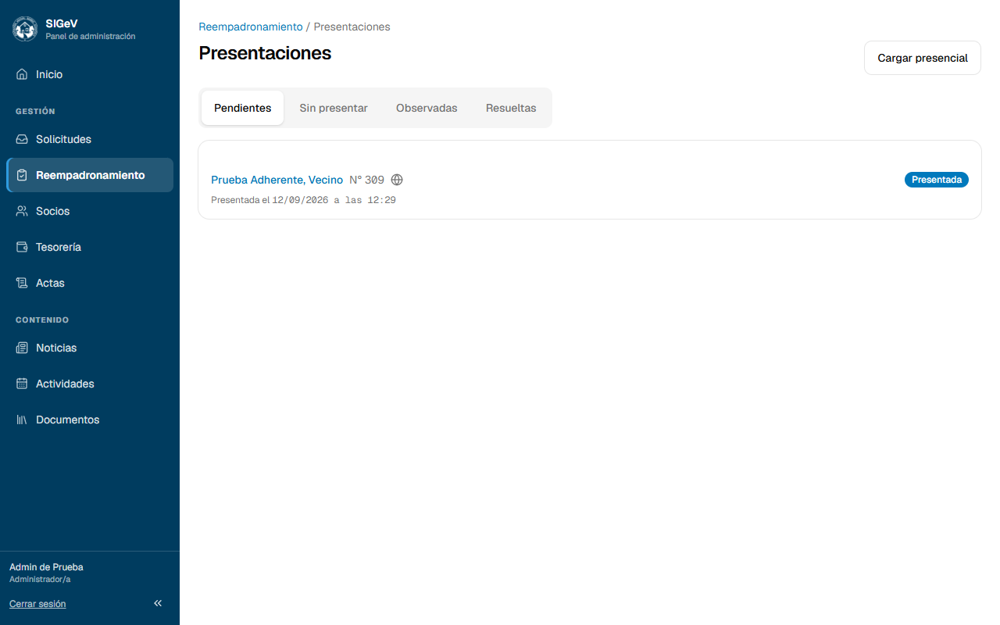 SIGeV
Panel de administración
Inicio
GESTIÓN
Solicitudes
Reempadronamiento
Socios
Tesorería
Actas
CONTENIDO
Noticias
Actividades
Documentos
Admin de Prueba
Administrador/a
Cerrar sesión
Reempadronamiento / Presentaciones
Presentaciones
Cargar presencial
Pendientes Sin presentar Observadas Resueltas
Prueba Adherente, Vecino N° 309 Presentada
Presentada el 12/09/2026 a las 12:29